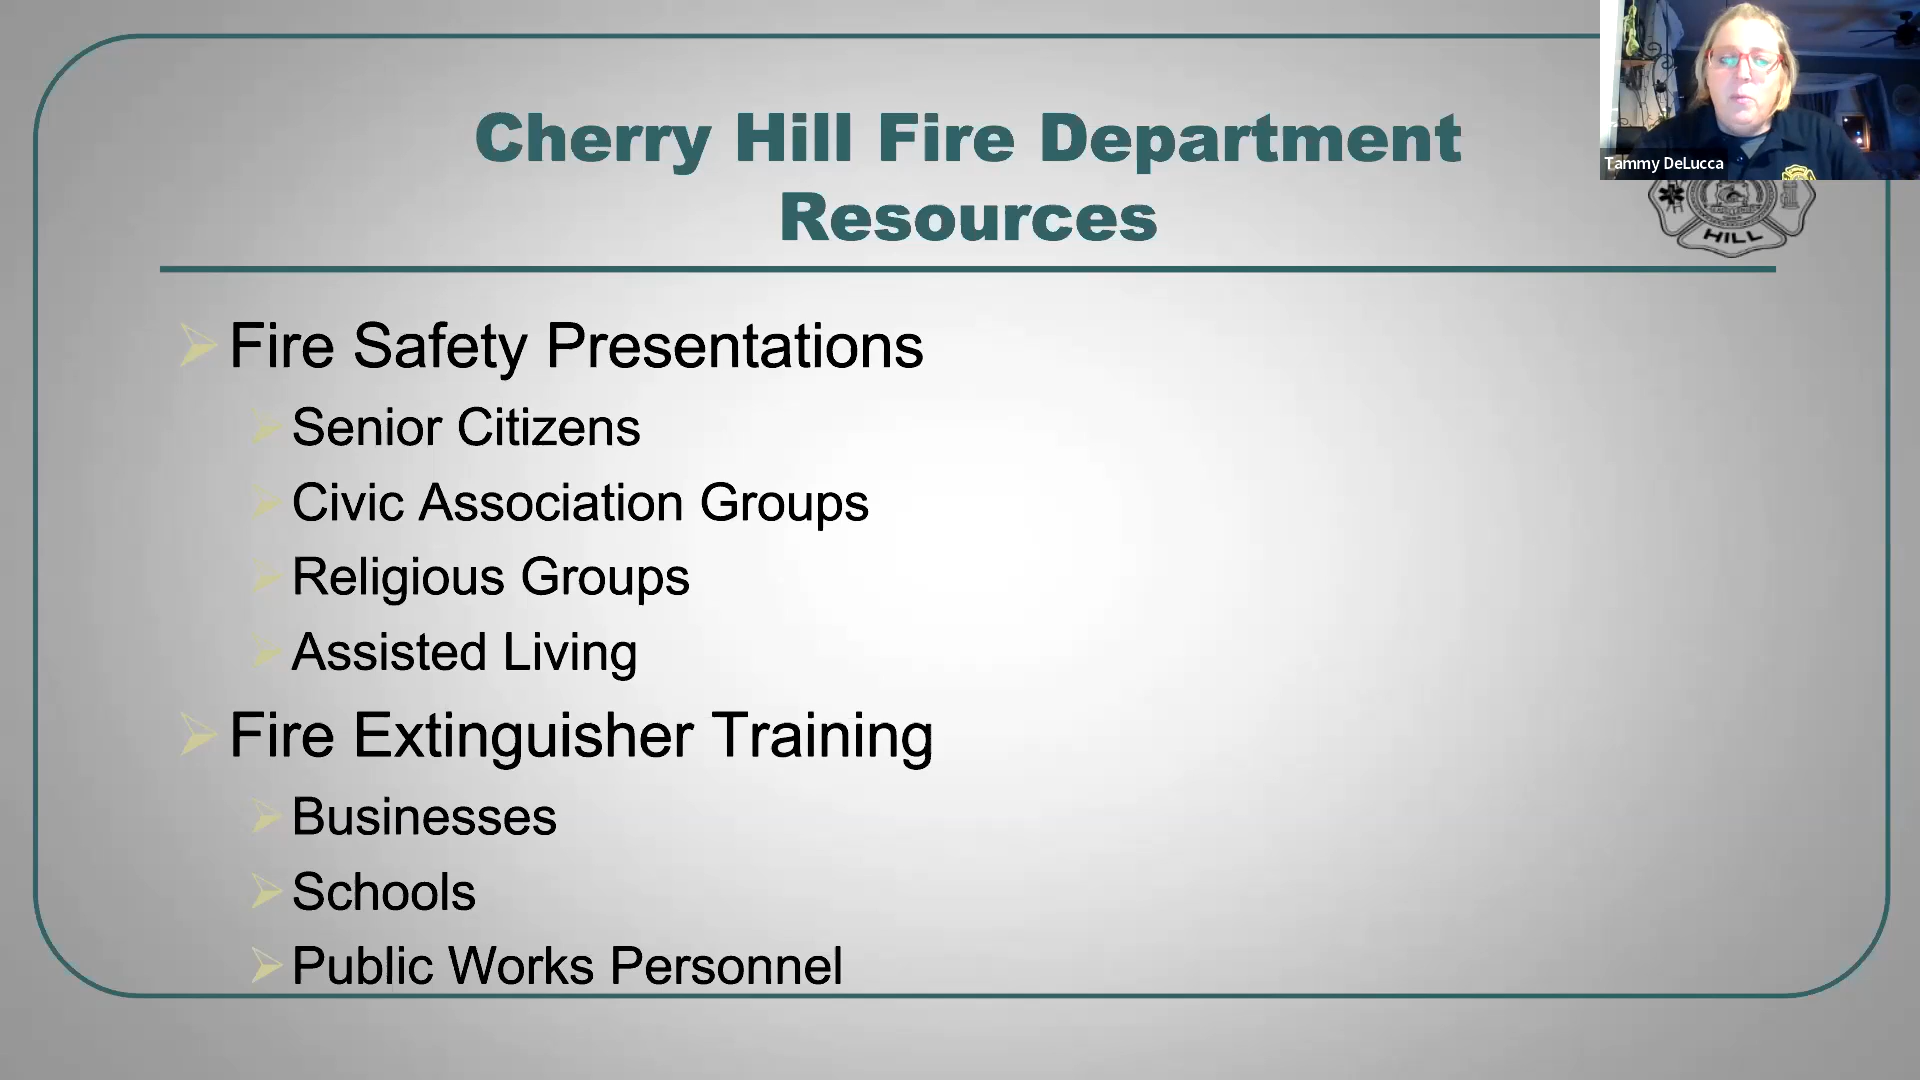 Tammy DeLucca
Cherry Hill Fire Department
Resources
HILL
Fire Safety Presentations
Senior Citizens
Civic Association Groups
Religious Groups
Assisted Living
Fire Extinguisher Training
Businesses
Schools
Public Works Personnel